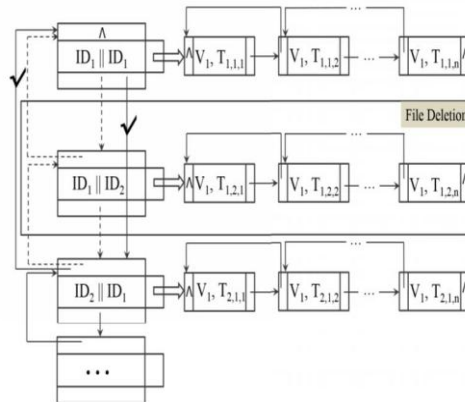 Λ
ID₁ || ID₁ Λ V₁, T₁,₁,₁ V₁, T₁,₁,₂ ... V₁, T₁,₁,ₙ Λ
...
✓
✓
File Deletion
ID₁ || ID₂ Λ V₁, T₁,₂,₁ V₁, T₁,₂,₂ ... V₁, T₁,₂,ₙ Λ
...
ID₂ || ID₁ Λ V₁, T₂,₁,₁ V₁, T₂,₁,₂ ... V₁, T₂,₁,ₙ Λ
...
...